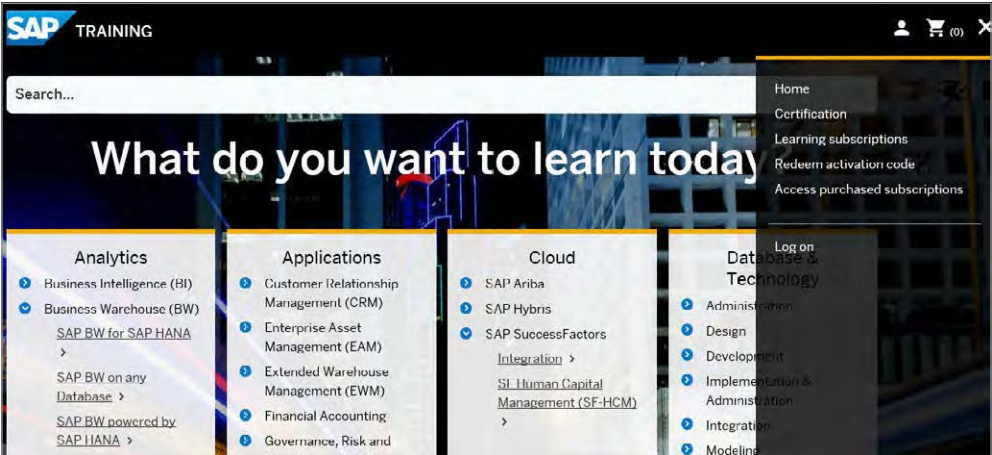 SAP TRAINING
(0)
Search...
What do you want to learn today
Home
Certification
Learning subscriptions
Redeem activation code
Access purchased subscriptions
Log on
Analytics
Business Intelligence (BI)
Business Warehouse (BW)
SAP BW for SAP HANA
>
SAP BW on any
Database >
SAP BW powered by
SAP HANA >
Applications
Customer Relationship
Management (CRM)
Enterprise Asset
Management (EAM)
Extended Warehouse
Management (EWM)
Financial Accounting
Governance, Risk and
Cloud
SAP Ariba
SAP Hybris
SAP SuccessFactors
Integration >
SF Human Capital
Management (SF-HCM)
>
Database &
Technology
Administration
Design
Development
Implementation &
Administration
Integration
Modeling